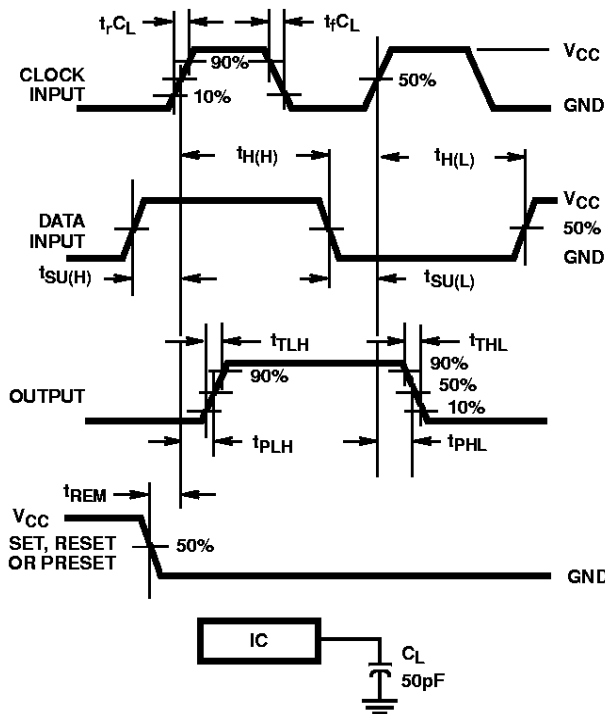 trCL
tfCL
CLOCK
INPUT
90%
10%
50%
VCC
GND
tH(H)
tH(L)
DATA
INPUT
VCC
50%
GND
tSU(H)
tSU(L)
tTLH
tTHL
OUTPUT
90%
90%
50%
10%
tPLH
tPHL
tREM
VCC
SET, RESET
OR PRESET
50%
GND
IC
CL
50pF